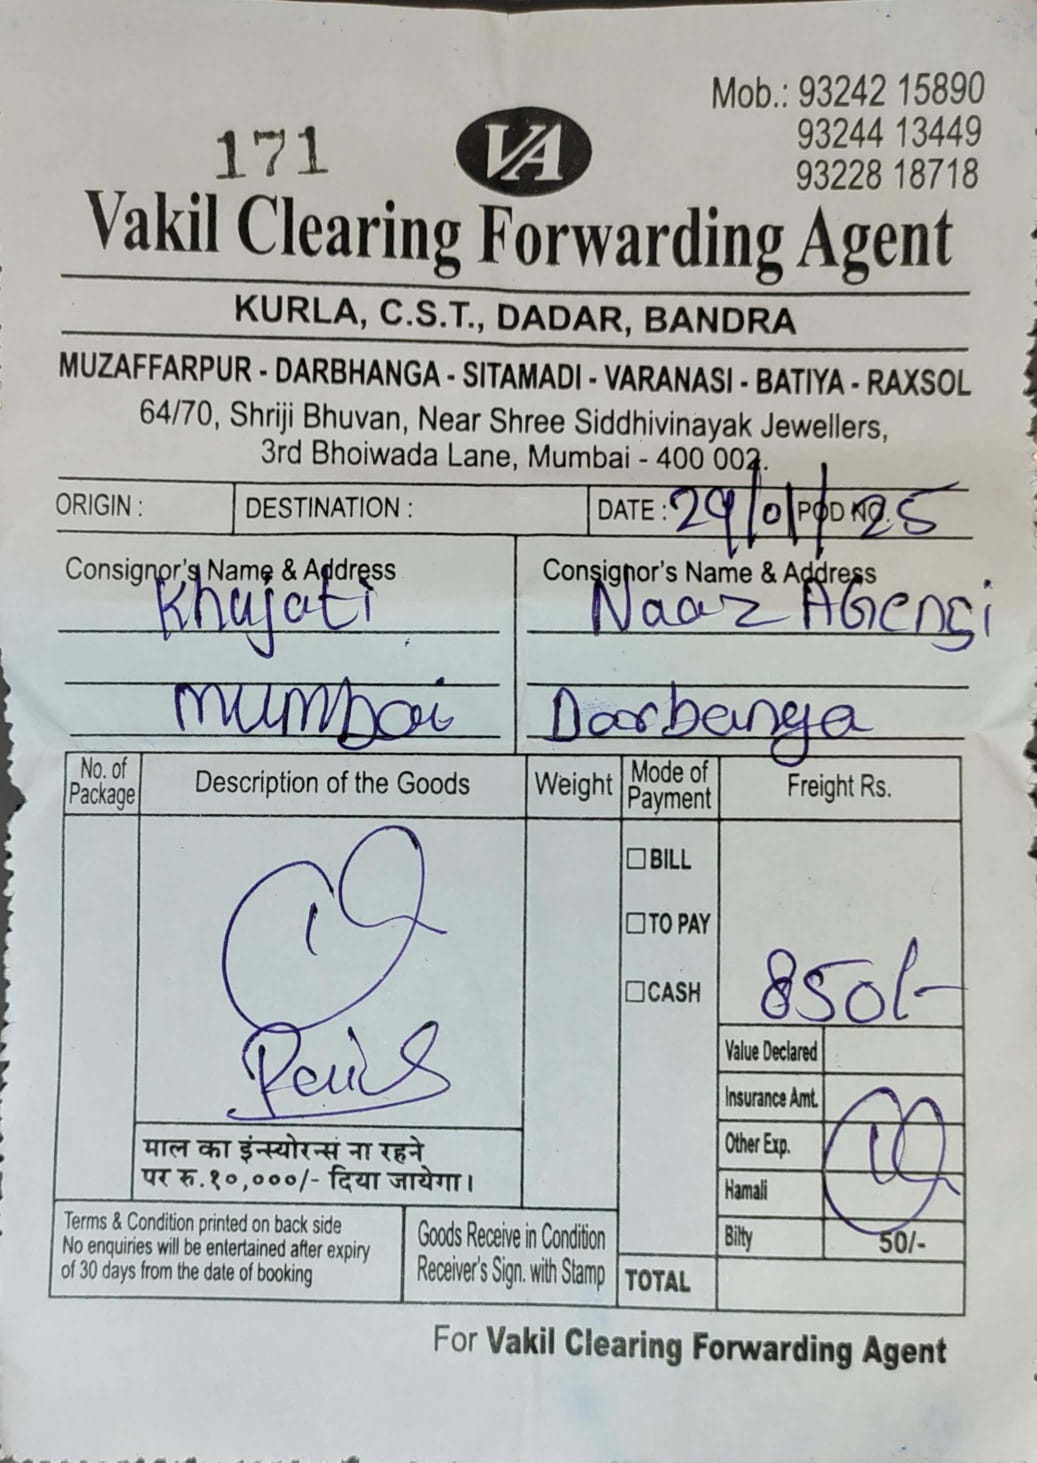 Mob.: 93242 15890
93244 13449
93228 18718
171
VA
Vakil Clearing Forwarding Agent
KURLA, C.S.T., DADAR, BANDRA
MUZAFFARPUR - DARBHANGA - SITAMADI - VARANASI - BATIYA - RAXSOL
64/70, Shriji Bhuvan, Near Shree Siddhivinayak Jewellers,
3rd Bhoiwada Lane, Mumbai - 400 002.
ORIGIN : DESTINATION : DATE : 29/01/25 POD NO.
Consignor's Name & Address Consignor's Name & Address
Khajati Naaz AGENSi
mumbai Darbanga
No. of Package Description of the Goods Weight Mode of Payment Freight Rs.
BILL
TO PAY
CASH
1
850/-
Value Declared
Insurance Amt.
Other Exp.
Hamali
Bilty 50/-
माल का इंन्स्योरन्सं ना रहने
पर रु.१०,०००/- दिया जायेगा।
Terms & Condition printed on back side
No enquiries will be entertained after expiry
of 30 days from the date of booking
Goods Receive in Condition
Receiver's Sign. with Stamp
TOTAL
For Vakil Clearing Forwarding Agent